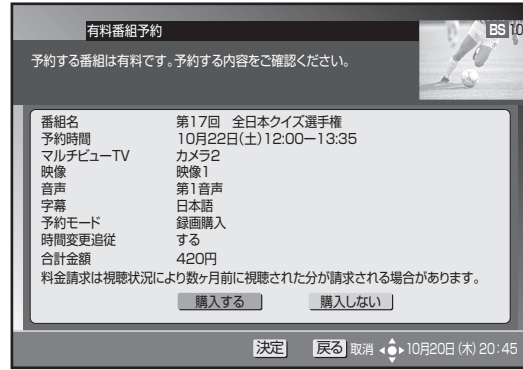 有料番組予約
BS 10
予約する番組は有料です。予約する内容をご確認ください。
番組名 第17回 全日本クイズ選手権
予約時間 10月22日(土)12:00ー13:35
マルチビューTV カメラ2
映像 映像1
音声 第1音声
字幕 日本語
予約モード 録画購入
時間変更追従 する
合計金額 420円
料金請求は視聴状況により数ヶ月前に視聴された分が請求される場合があります。
購入する 購入しない
決定 戻る 取消 10月20日(木)20:45